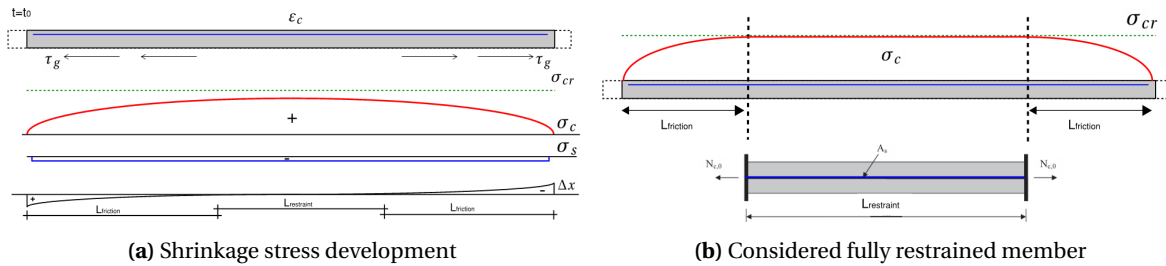 t=t₀
ε_c
τ_g
τ_g
σ_cr
+
σ_c
σ_s
-
+
-
Δx
L_friction
L_restraint
L_friction
(a) Shrinkage stress development
σ_cr
σ_c
L_friction
L_friction
A_s
N_c,0
N_c,0
L_restraint
(b) Considered fully restrained member